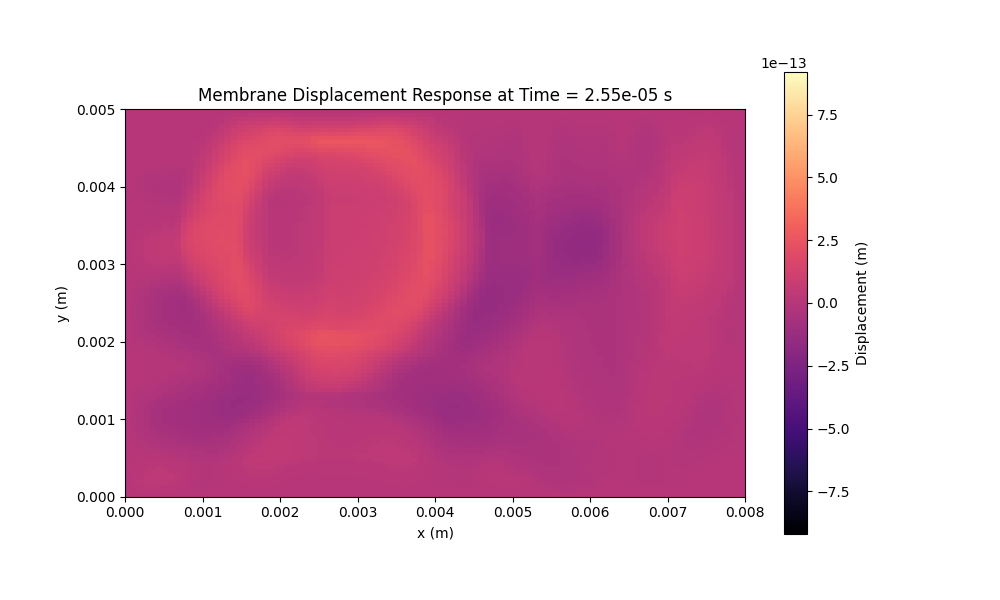 1e−13
Membrane Displacement Response at Time = 2.55e-05 s
0.005
0.004
0.003
0.002
0.001
0.000
y (m)
0.000 0.001 0.002 0.003 0.004 0.005 0.006 0.007 0.008
x (m)
7.5
5.0
2.5
0.0
−2.5
−5.0
−7.5
Displacement (m)